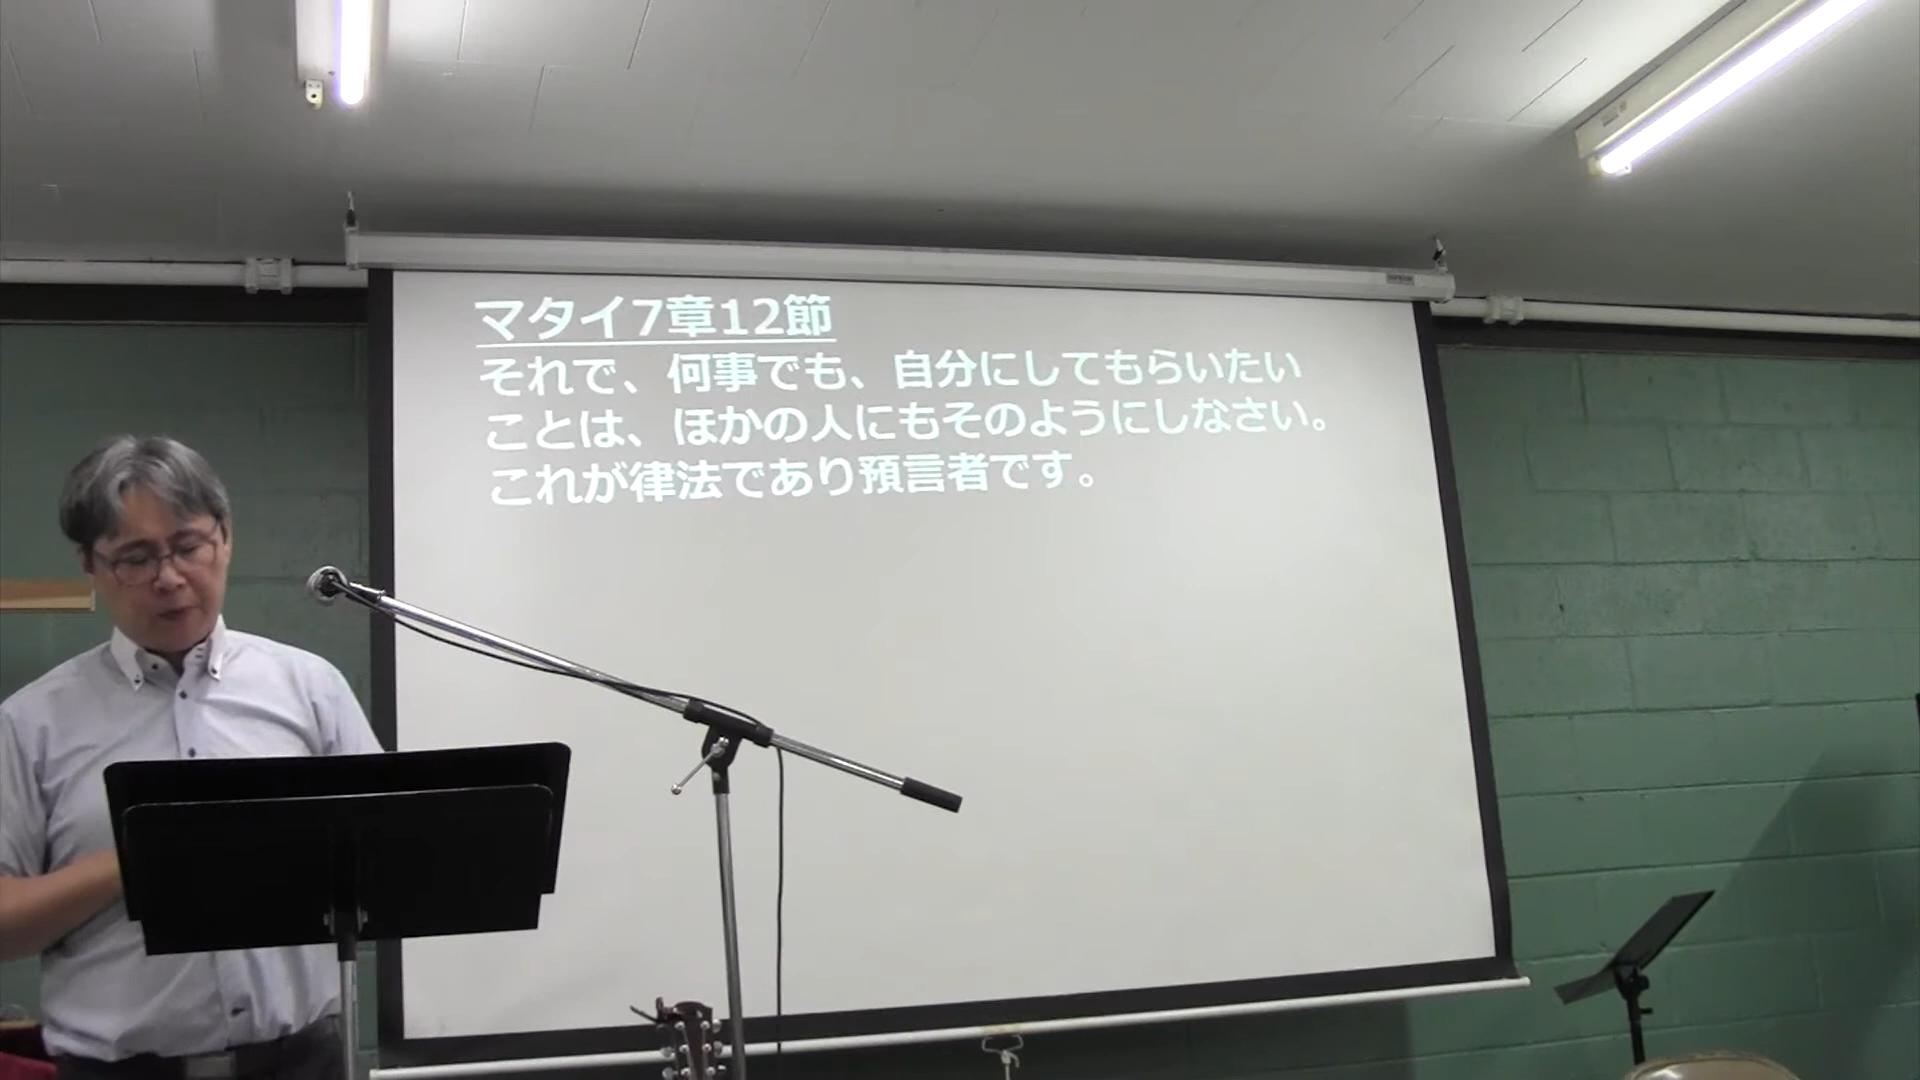 マタイ7章12節
それで、何事でも、自分にしてもらいたい
ことは、ほかの人にもそのようにしなさい。
これが律法であり預言者です。